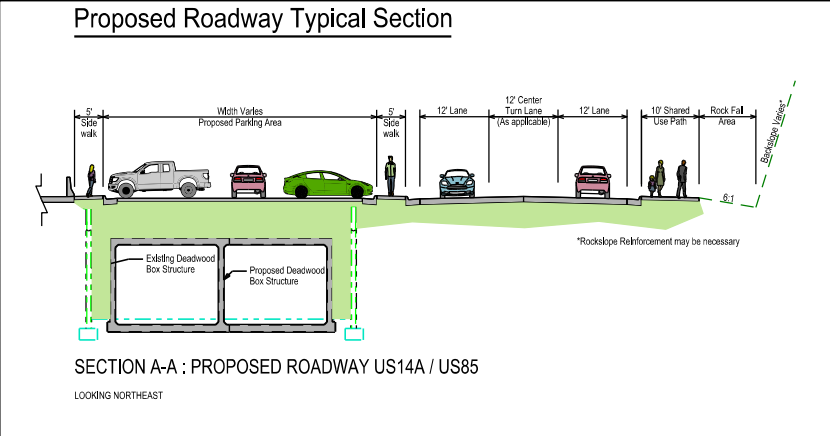 Proposed Roadway Typical Section
5'
Side
walk
Width Varies
Proposed Parking Area
5'
Side
walk
12' Lane
12' Center
Turn Lane
(As applicable)
12' Lane
10' Shared
Use Path
Rock Fall
Area
Backslope Varies*
6:1
*Rockslope Reinforcement may be necessary
Existing Deadwood
Box Structure
Proposed Deadwood
Box Structure
SECTION A-A : PROPOSED ROADWAY US14A / US85
LOOKING NORTHEAST